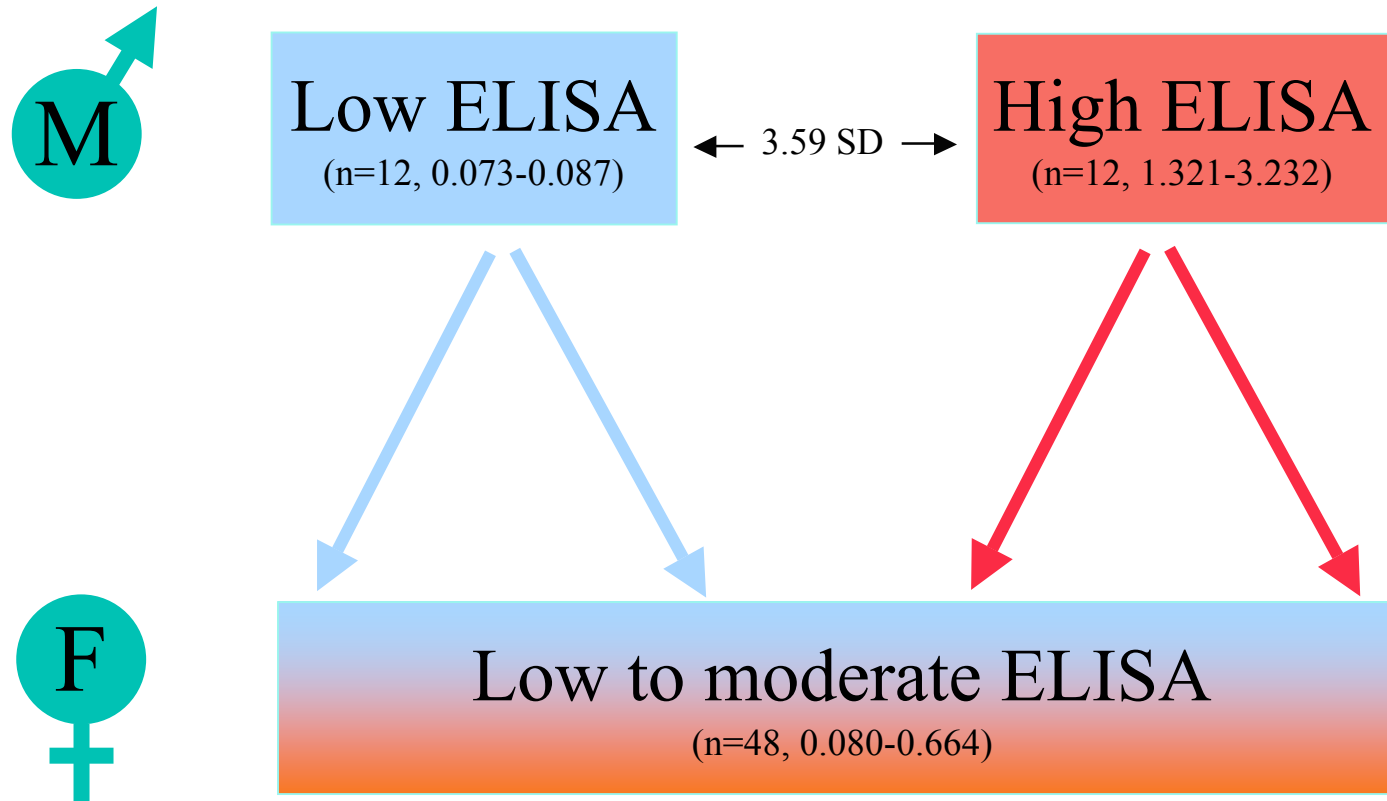 M
Low ELISA
(n=12, 0.073-0.087)
3.59 SD
High ELISA
(n=12, 1.321-3.232)
F
Low to moderate ELISA
(n=48, 0.080-0.664)